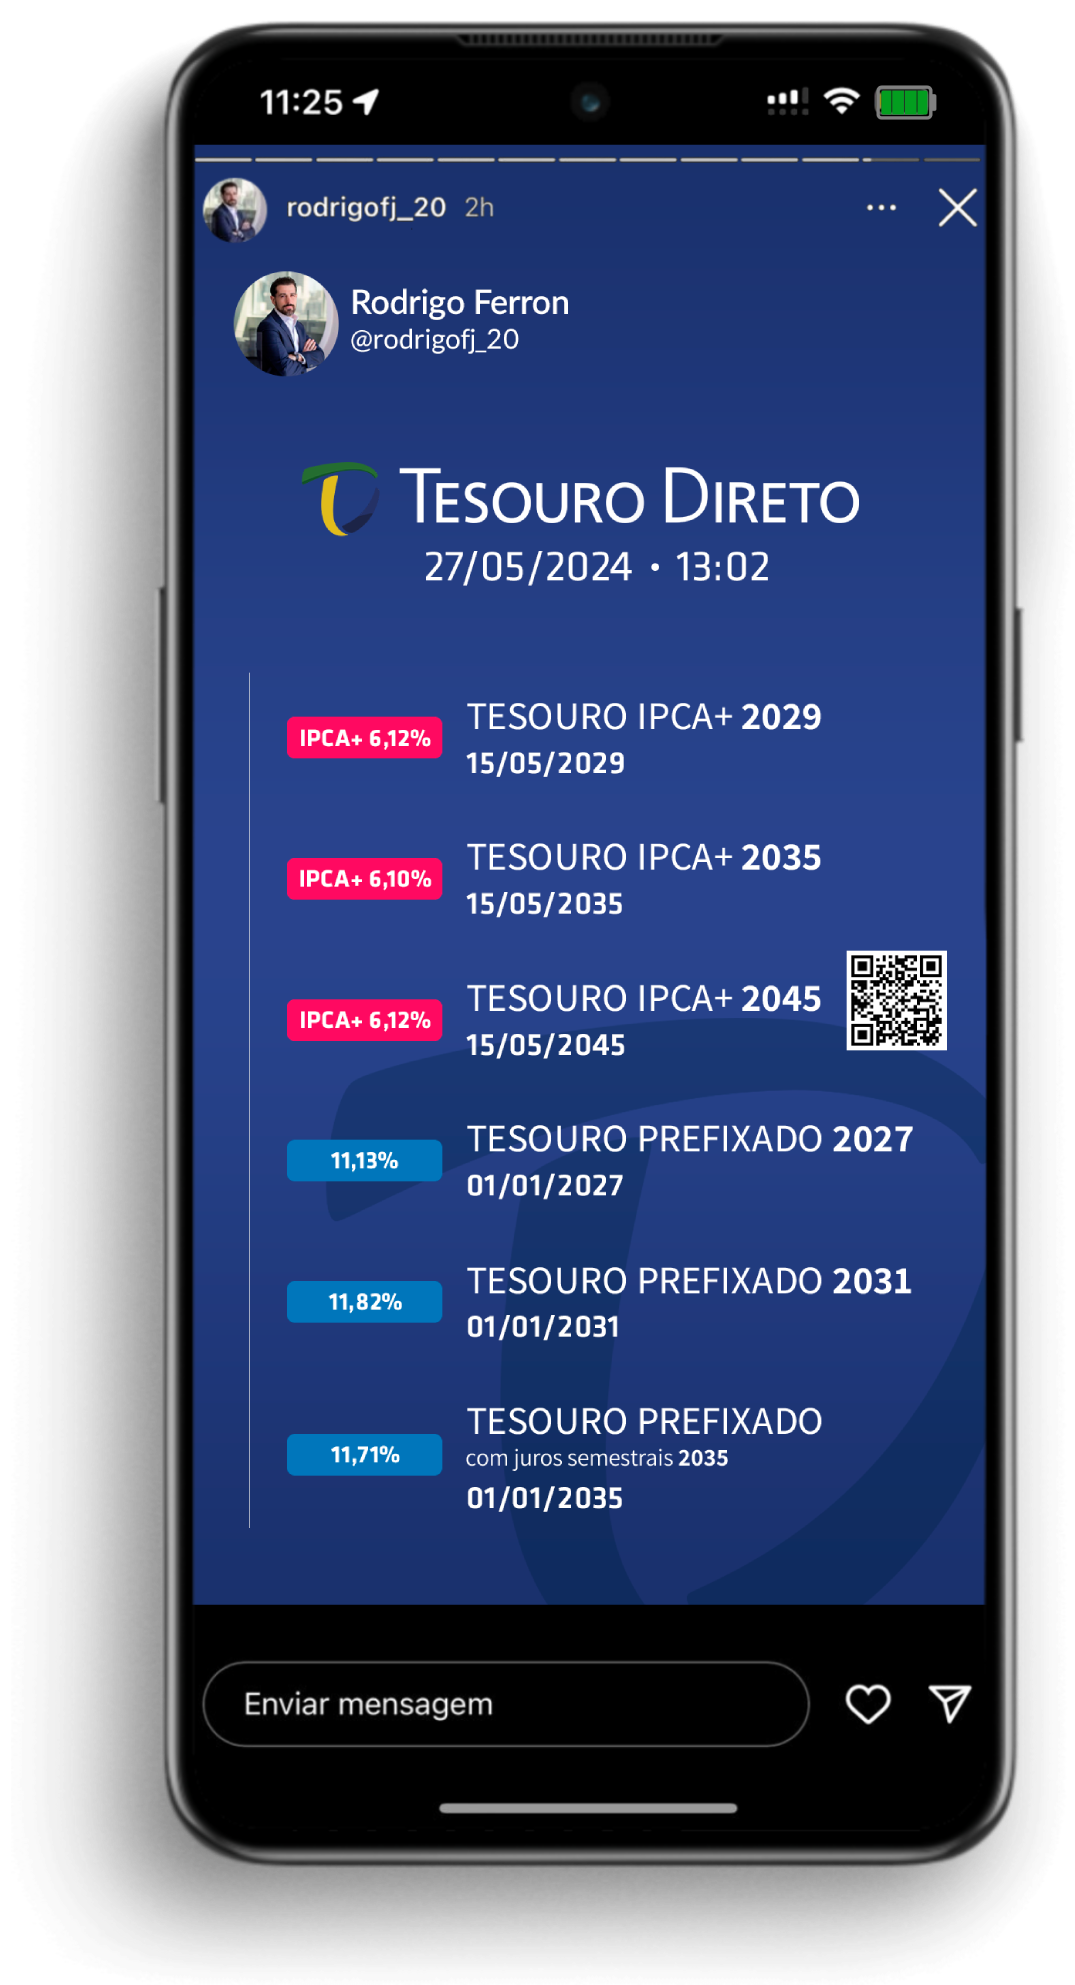 11:25
rodrigofj_20 2h
Rodrigo Ferron
@rodrigofj_20
TESOURO DIRETO
27/05/2024 • 13:02
IPCA+ 6,12%
TESOURO IPCA+ 2029
15/05/2029
IPCA+ 6,10%
TESOURO IPCA+ 2035
15/05/2035
IPCA+ 6,12%
TESOURO IPCA+ 2045
15/05/2045
11,13%
TESOURO PREFIXADO 2027
01/01/2027
11,82%
TESOURO PREFIXADO 2031
01/01/2031
11,71%
TESOURO PREFIXADO
com juros semestrais 2035
01/01/2035
Enviar mensagem